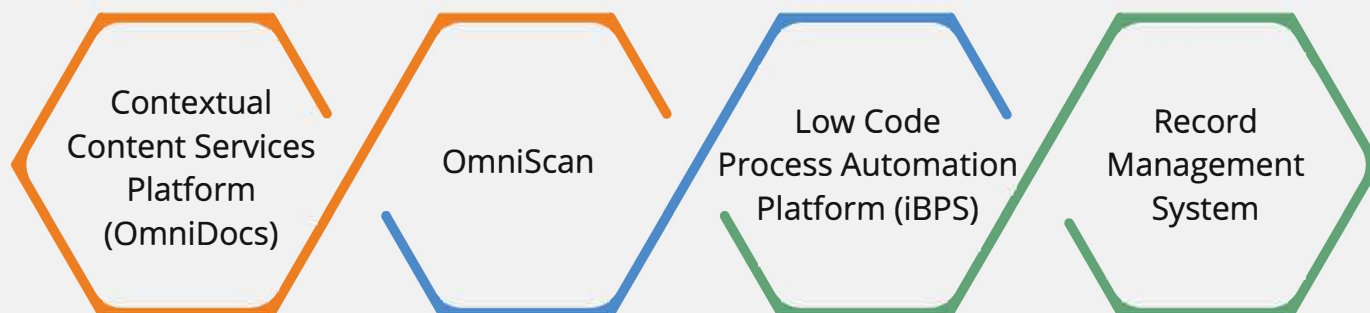 Contextual
Content Services
Platform
(OmniDocs)
OmniScan
Low Code
Process Automation
Platform (iBPS)
Record
Management
System